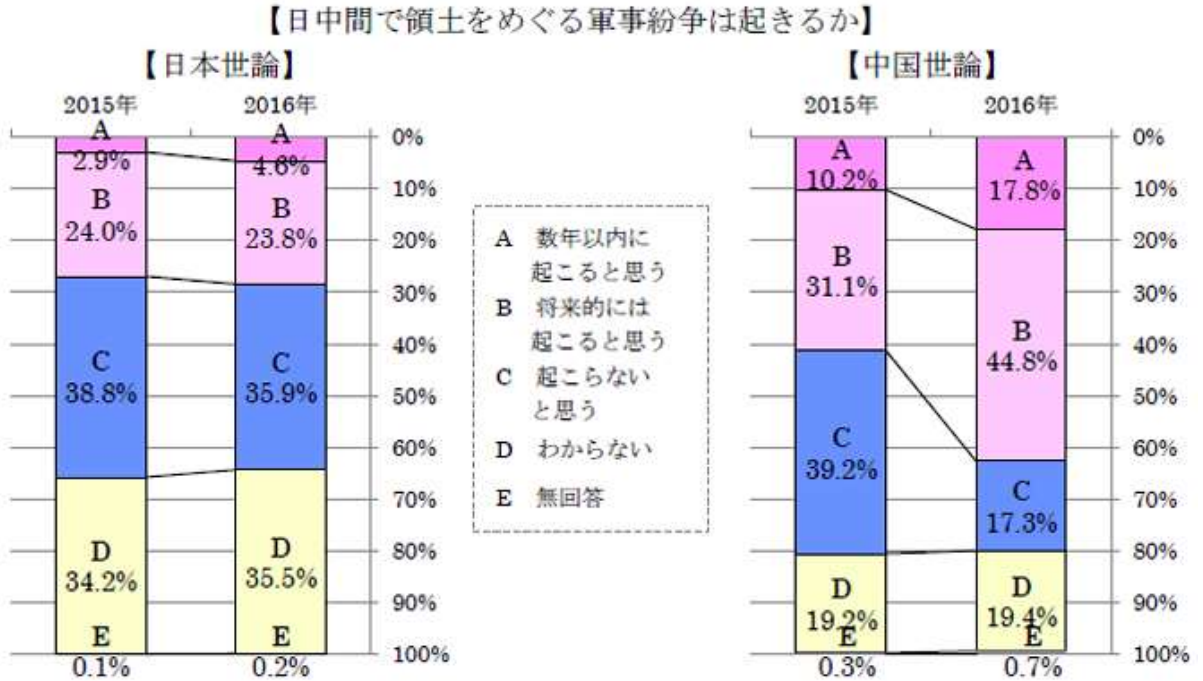 【日中間で領土をめぐる軍事紛争は起きるか】
【日本世論】
2015年 2016年
A
2.9%
B
24.0%
C
38.8%
D
34.2%
E
0.1%
A
4.6%
B
23.8%
C
35.9%
D
35.5%
E
0.2%
0%
10%
20%
30%
40%
50%
60%
70%
80%
90%
100%
A 数年以内に
起こると思う
B 将来的には
起こると思う
C 起こらない
と思う
D わからない
E 無回答
【中国世論】
2015年 2016年
A
10.2%
B
31.1%
C
39.2%
D
19.2%
E
0.3%
A
17.8%
B
44.8%
C
17.3%
D
19.4%
E
0.7%
0%
10%
20%
30%
40%
50%
60%
70%
80%
90%
100%